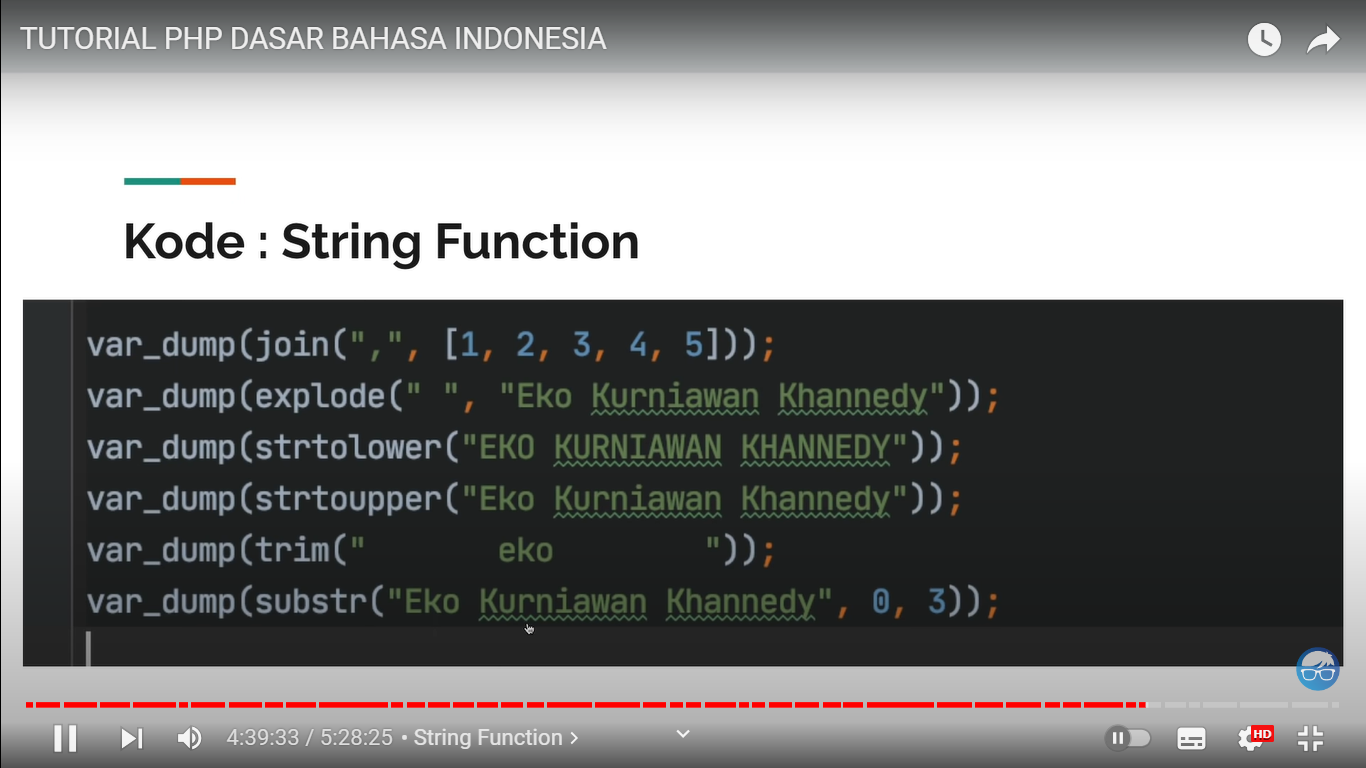 TUTORIAL PHP DASAR BAHASA INDONESIA
Kode : String Function
var_dump(join(",", [1, 2, 3, 4, 5]));
var_dump(explode(" ", "Eko Kurniawan Khannedy"));
var_dump(strtolower("EKO KURNIAWAN KHANNEDY"));
var_dump(strtoupper("Eko Kurniawan Khannedy"));
var_dump(trim("       eko        "));
var_dump(substr("Eko Kurniawan Khannedy", 0, 3));
4:39:33 / 5:28:25 • String Function >
HD